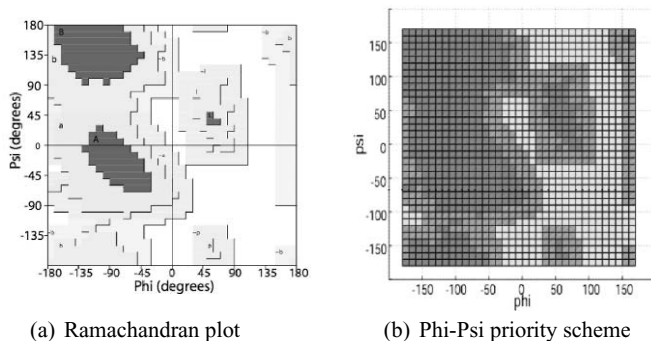 180
135
90
45
0
-45
-90
-135
Psi (degrees)
B
b
a
A
-180 -135 -90 -45 0 45 90 135 180
Phi (degrees)
150
100
50
0
-50
-100
-150
psi
-150 -100 -50 0 50 100 150
phi
(a) Ramachandran plot
(b) Phi-Psi priority scheme